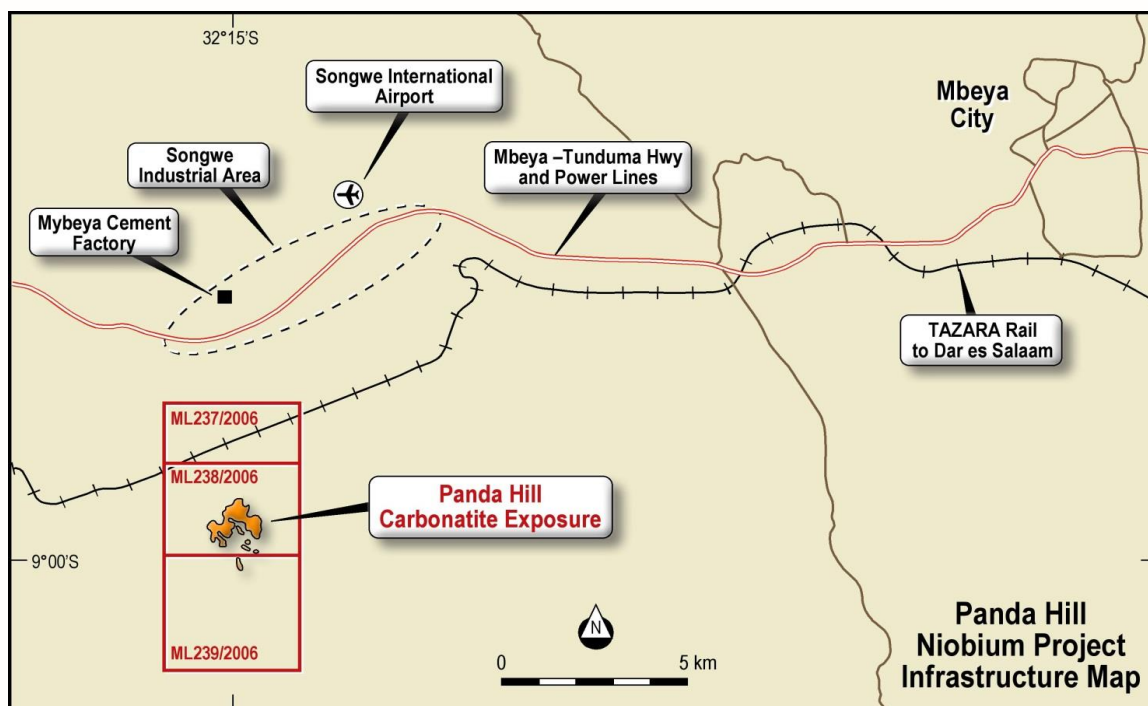 32°15'S
Songwe International
Airport
Mbeya
City
Songwe
Industrial Area
Mbeya –Tunduma Hwy
and Power Lines
Mybeya Cement
Factory
TAZARA Rail
to Dar es Salaam
ML237/2006
ML238/2006
Panda Hill
Carbonatite Exposure
9°00'S
ML239/2006
N
0 5 km
Panda Hill
Niobium Project
Infrastructure Map